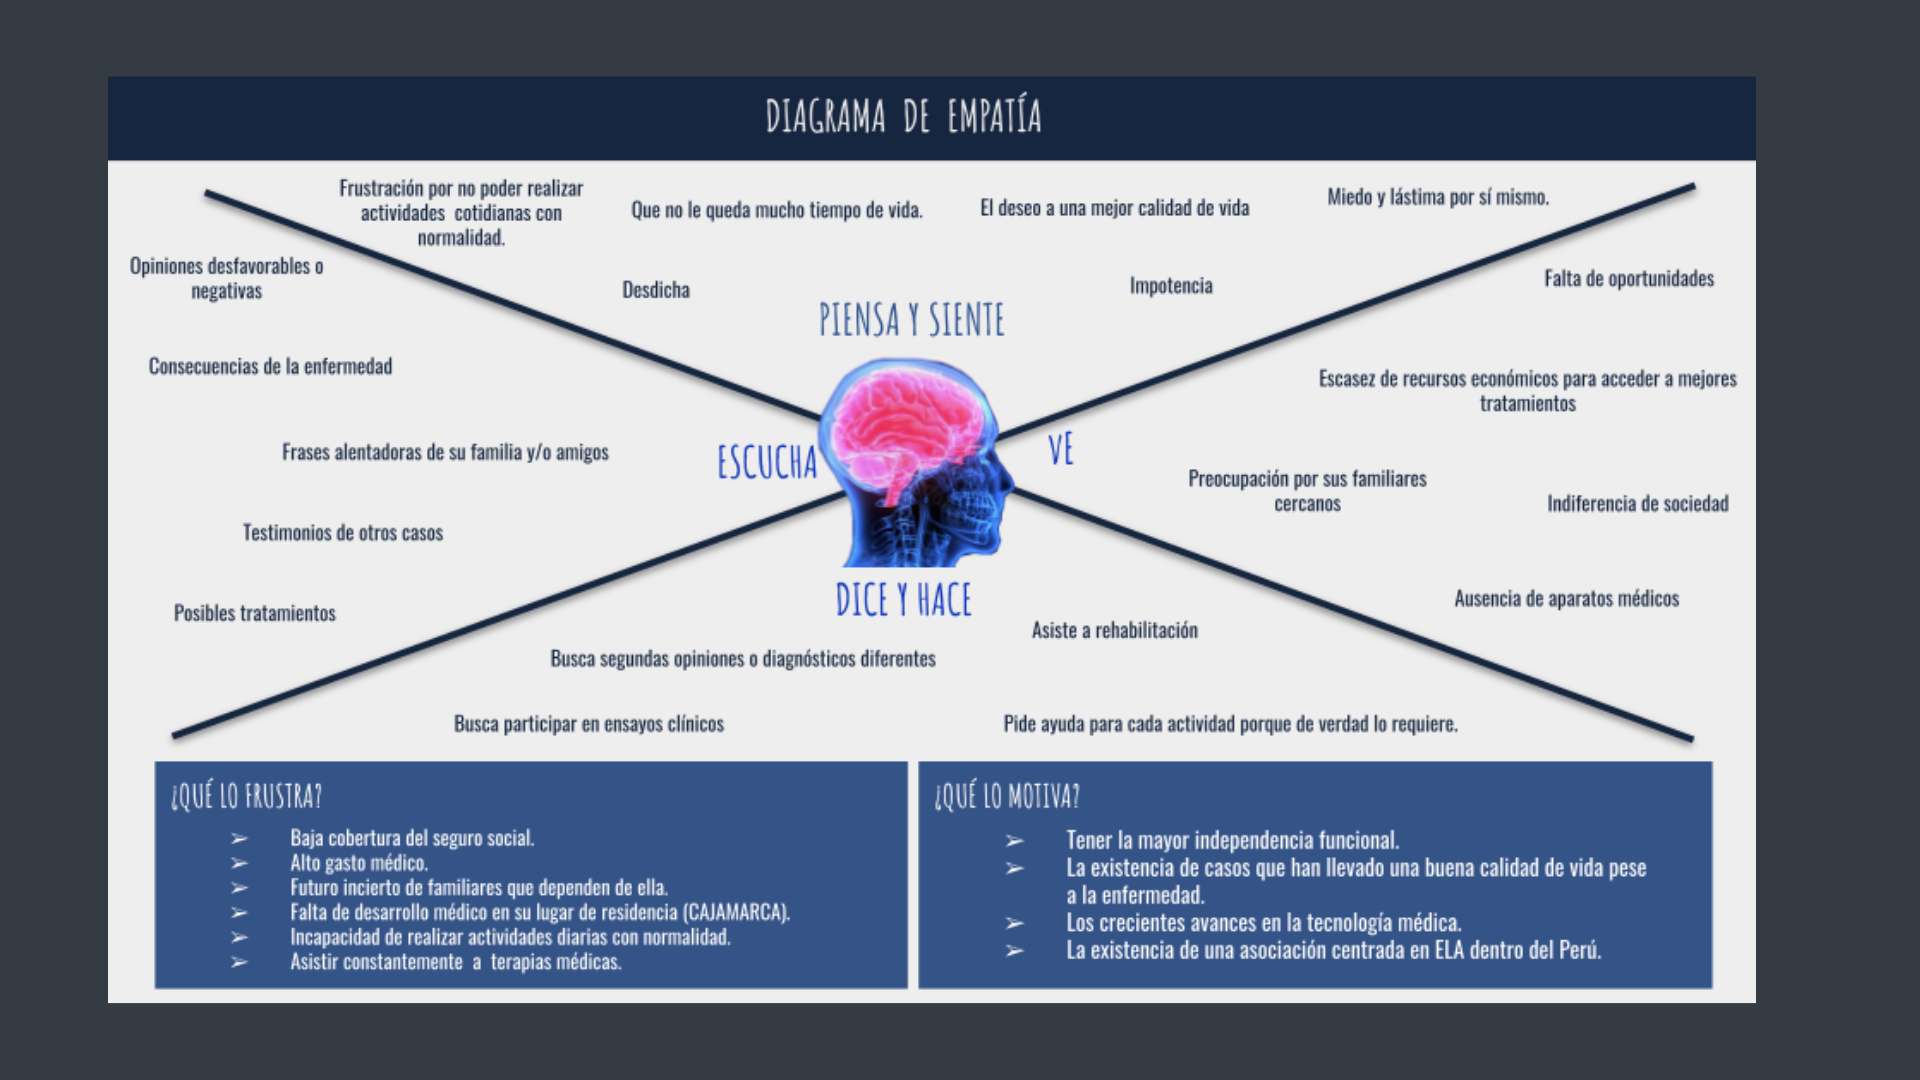 DIAGRAMA DE EMPATÍA
Frustración por no poder realizar
actividades cotidianas con
normalidad.
Que no le queda mucho tiempo de vida.
El deseo a una mejor calidad de vida
Miedo y lástima por sí mismo.
Desdicha
Impotencia
PIENSA Y SIENTE
Opiniones desfavorables o
negativas
Consecuencias de la enfermedad
Frases alentadoras de su familia y/o amigos
ESCUCHA
Testimonios de otros casos
Posibles tratamientos
Falta de oportunidades
Escasez de recursos económicos para acceder a mejores
tratamientos
VE
Preocupación por sus familiares
cercanos
Indiferencia de sociedad
Ausencia de aparatos médicos
DICE Y HACE
Asiste a rehabilitación
Busca segundas opiniones o diagnósticos diferentes
Busca participar en ensayos clínicos
Pide ayuda para cada actividad porque de verdad lo requiere.
¿QUÉ LO FRUSTRA?
➢ Baja cobertura del seguro social.
➢ Alto gasto médico.
➢ Futuro incierto de familiares que dependen de ella.
➢ Falta de desarrollo médico en su lugar de residencia (CAJAMARCA).
➢ Incapacidad de realizar actividades diarias con normalidad.
➢ Asistir constantemente a terapias médicas.
¿QUÉ LO MOTIVA?
➢ Tener la mayor independencia funcional.
➢ La existencia de casos que han llevado una buena calidad de vida pese
a la enfermedad.
➢ Los crecientes avances en la tecnología médica.
➢ La existencia de una asociación centrada en ELA dentro del Perú.